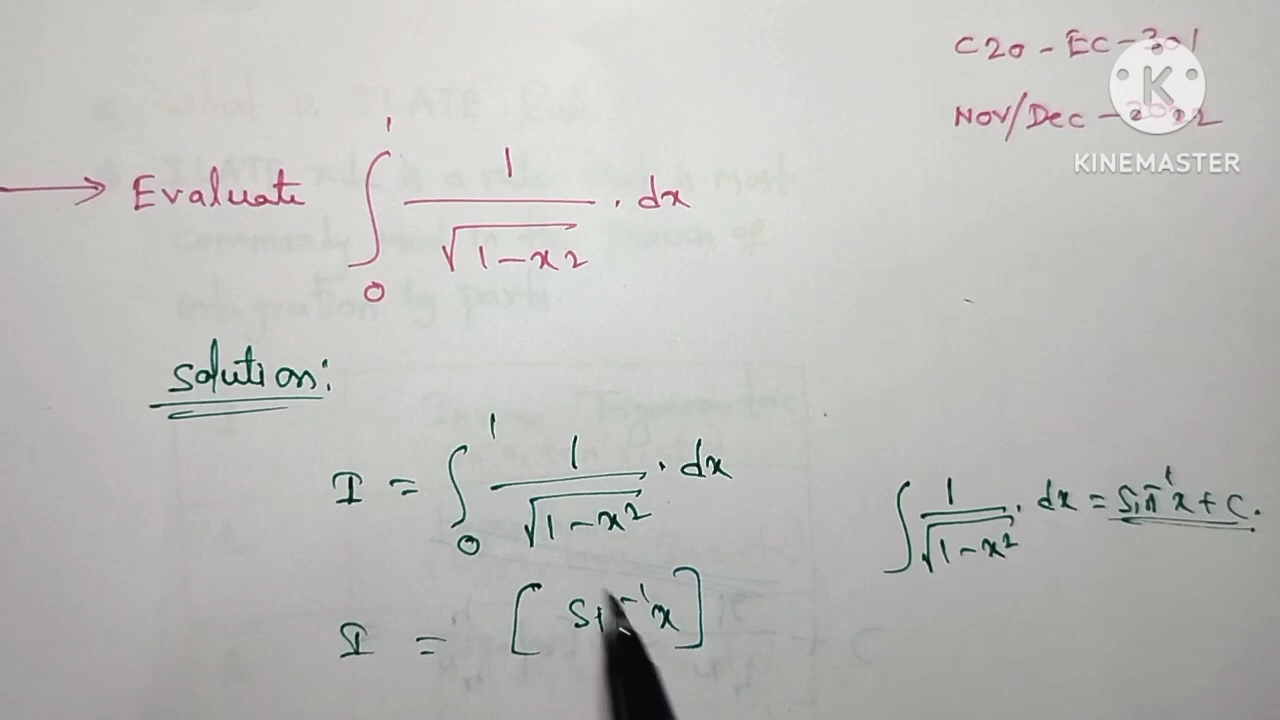 C20 - EC - 301
NOV/Dec - 2022
K
KINEMASTER
→ Evaluate ∫₀¹ 1/√(1-x²) . dx
Solution:
I = ∫₀¹ 1/√(1-x²) . dx
∫ 1/√(1-x²) . dx = Sin⁻¹x + C.
I = [ Sin⁻¹x ]